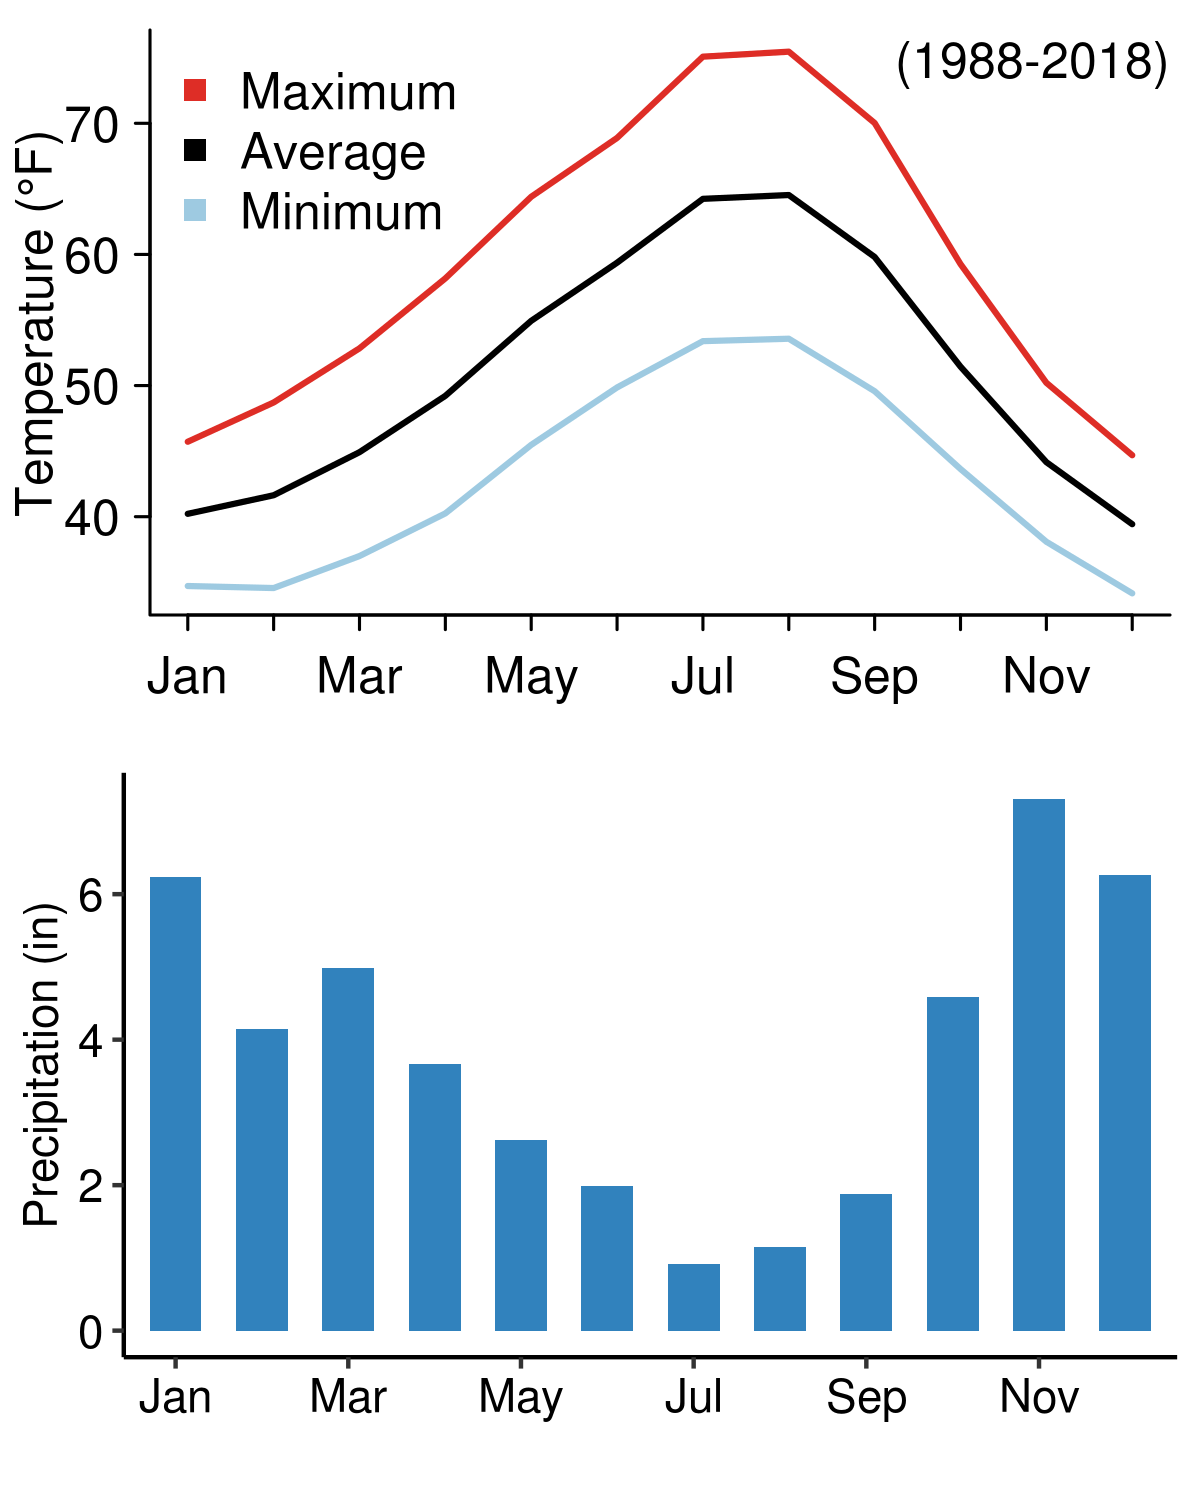 (1988-2018)
Maximum
Average
Minimum
Temperature (°F)
70
60
50
40
Jan Mar May Jul Sep Nov
Precipitation (in)
6
4
2
0
Jan Mar May Jul Sep Nov